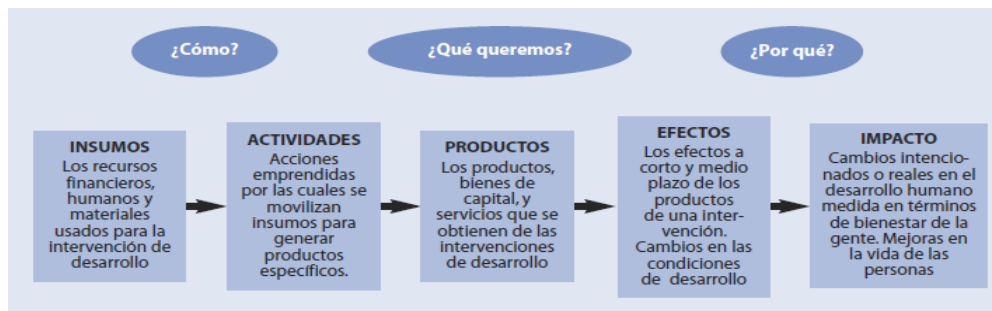 ¿Cómo?
¿Qué queremos?
¿Por qué?
INSUMOS
Los recursos
financieros,
humanos y
materiales
usados para la
intervención de
desarrollo
ACTIVIDADES
Acciones
emprendidas
por las cuales se
movilizan
insumos para
generar
productos
específicos.
PRODUCTOS
Los productos,
bienes de
capital, y
servicios que se
obtienen de las
intervenciones
de desarrollo
EFECTOS
Los efectos a
corto y medio
plazo de los
productos
de una inter-
vención.
Cambios en las
condiciones
de desarrollo
IMPACTO
Cambios intencio-
nados o reales en el
desarrollo humano
medida en términos
de bienestar de la
gente. Mejoras en
la vida de las
personas